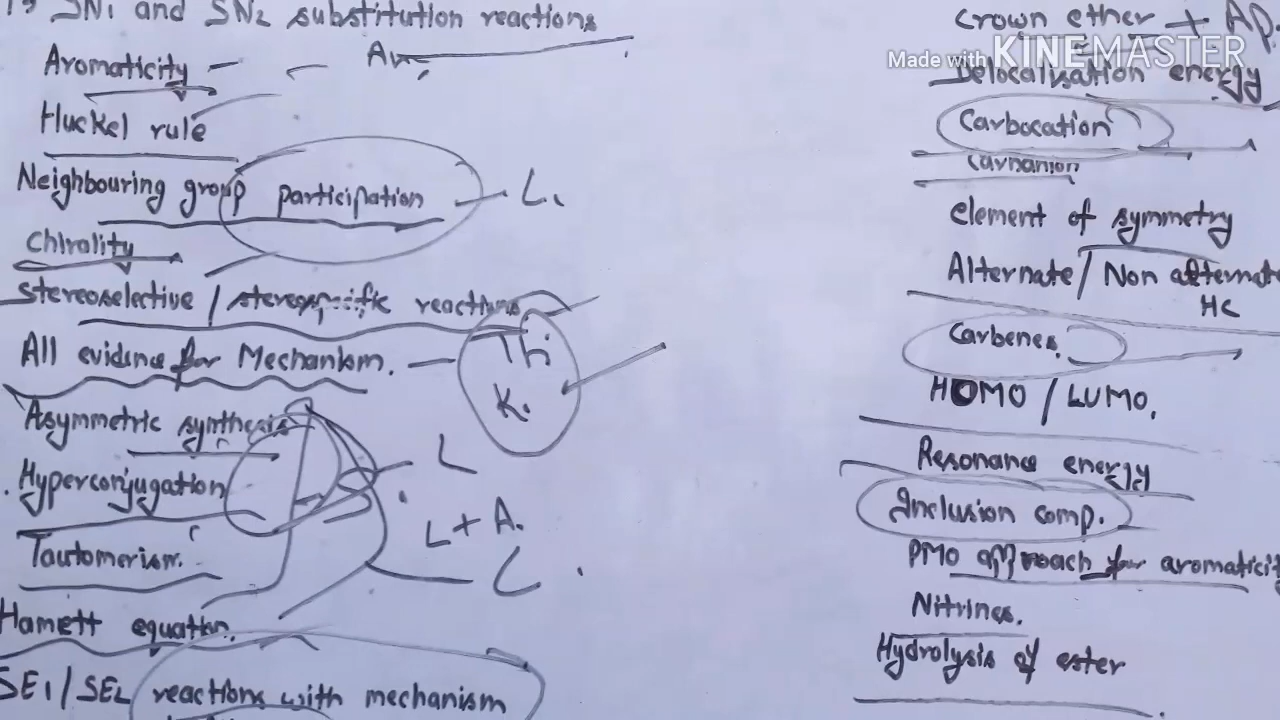 SN1 and SN2 substitution reactions
Aromaticity
Huckel rule
Neighbouring group participation - L.
Chirality
Stereoselective / stereospecific reactions
All evidence for Mechanism. -
K.
Asymmetric synthesis
L
Hyperconjugation
L + A.
Tautomerism.
Hamett equation.
SE1/SE2 reactions with mechanism
Crown ether + AP.
Made with KINEMASTER
Delocalisation energy
Carbocation
Carbanion
Element of symmetry
Alternate / Non alternate
HC
Carbenes.
HOMO / LUMO.
Resonance energy
Inclusion comp.
PMO approach for aromaticit
Nitrines.
Hydrolysis of ester